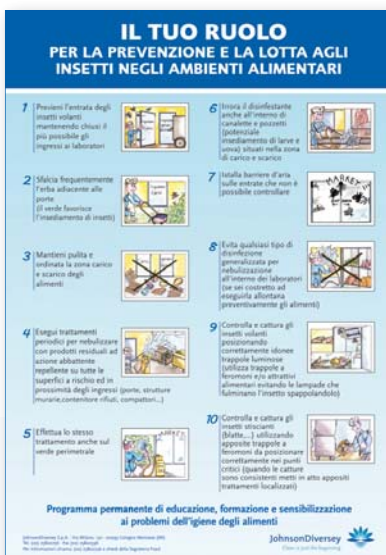 IL TUO RUOLO
PER LA PREVENZIONE E LA LOTTA AGLI
INSETTI NEGLI AMBIENTI ALIMENTARI
1 Previeni l'entrata degli
insetti volanti
mantenendo chiusi il
più possibile gli
ingressi ai laboratori
2 Sfalcia frequentemente
l'erba adiacente alle
porte
(il verde favorisce
l'insediamento di insetti)
3 Mantieni pulita e
ordinata la zona carico
e scarico degli
alimenti
4 Esegui trattamenti
periodici per nebulizzare
con prodotti residuali ad
azione abbattente
repellente su tutte le
superfici a rischio ed in
prossimità degli ingressi (porte, strutture
murarie,contenitore rifiuti, compattori...)
5 Effettua lo stesso
trattamento anche sul
verde perimetrale
6 Irrora il disinfestante
anche all'interno di
canalette e pozzetti
(potenziale
insediamento di larve e
uova) situati nella zona
di carico e scarico
7 Istalla barriere d'aria
sulle entrate che non è
possibile controllare
MARKET
8 Evita qualsiasi tipo di
disinfezione
generalizzata per
nebulizzazione
all'interno dei laboratori
(se sei costretto ad
eseguirla allontana
preventivamente gli alimenti)
9 Controlla e cattura gli
insetti volanti
posizionando
correttamente idonee
trappole luminose
(utilizza trappole a
feromoni e/o attrattivi
alimentari evitando le lampade che
fulminano l'insetto spappolandolo)
10 Controlla e cattura gli
insetti striscianti
(blatte,...) utilizzando
apposite trappole a
feromoni da posizionare
correttamente nei punti
critici (quando le catture
sono consistenti metti in atto appositi
trattamenti localizzati)
Programma permanente di educazione, formazione e sensibilizzazione
ai problemi dell'igiene degli alimenti
JohnsonDiversey
Clean is just the beginning